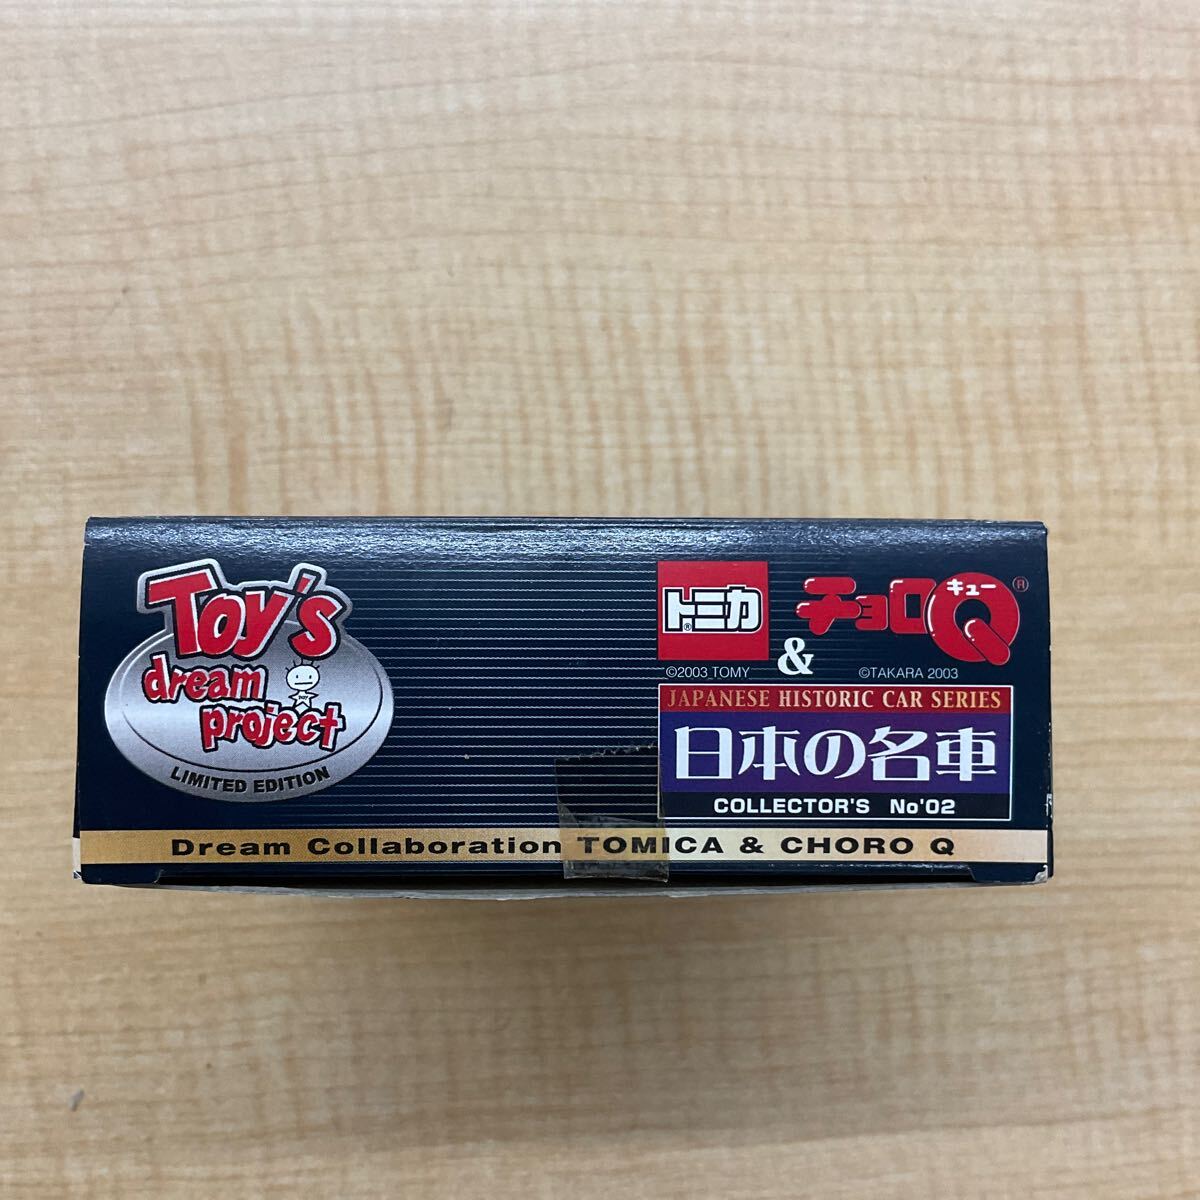 Toy's
dream
project
LIMITED EDITION
トミカ®
&
チョロQ®
キュー
©2003 TOMY
©TAKARA 2003
JAPANESE HISTORIC CAR SERIES
日本の名車
COLLECTOR'S No'02
Dream Collaboration TOMICA & CHORO Q